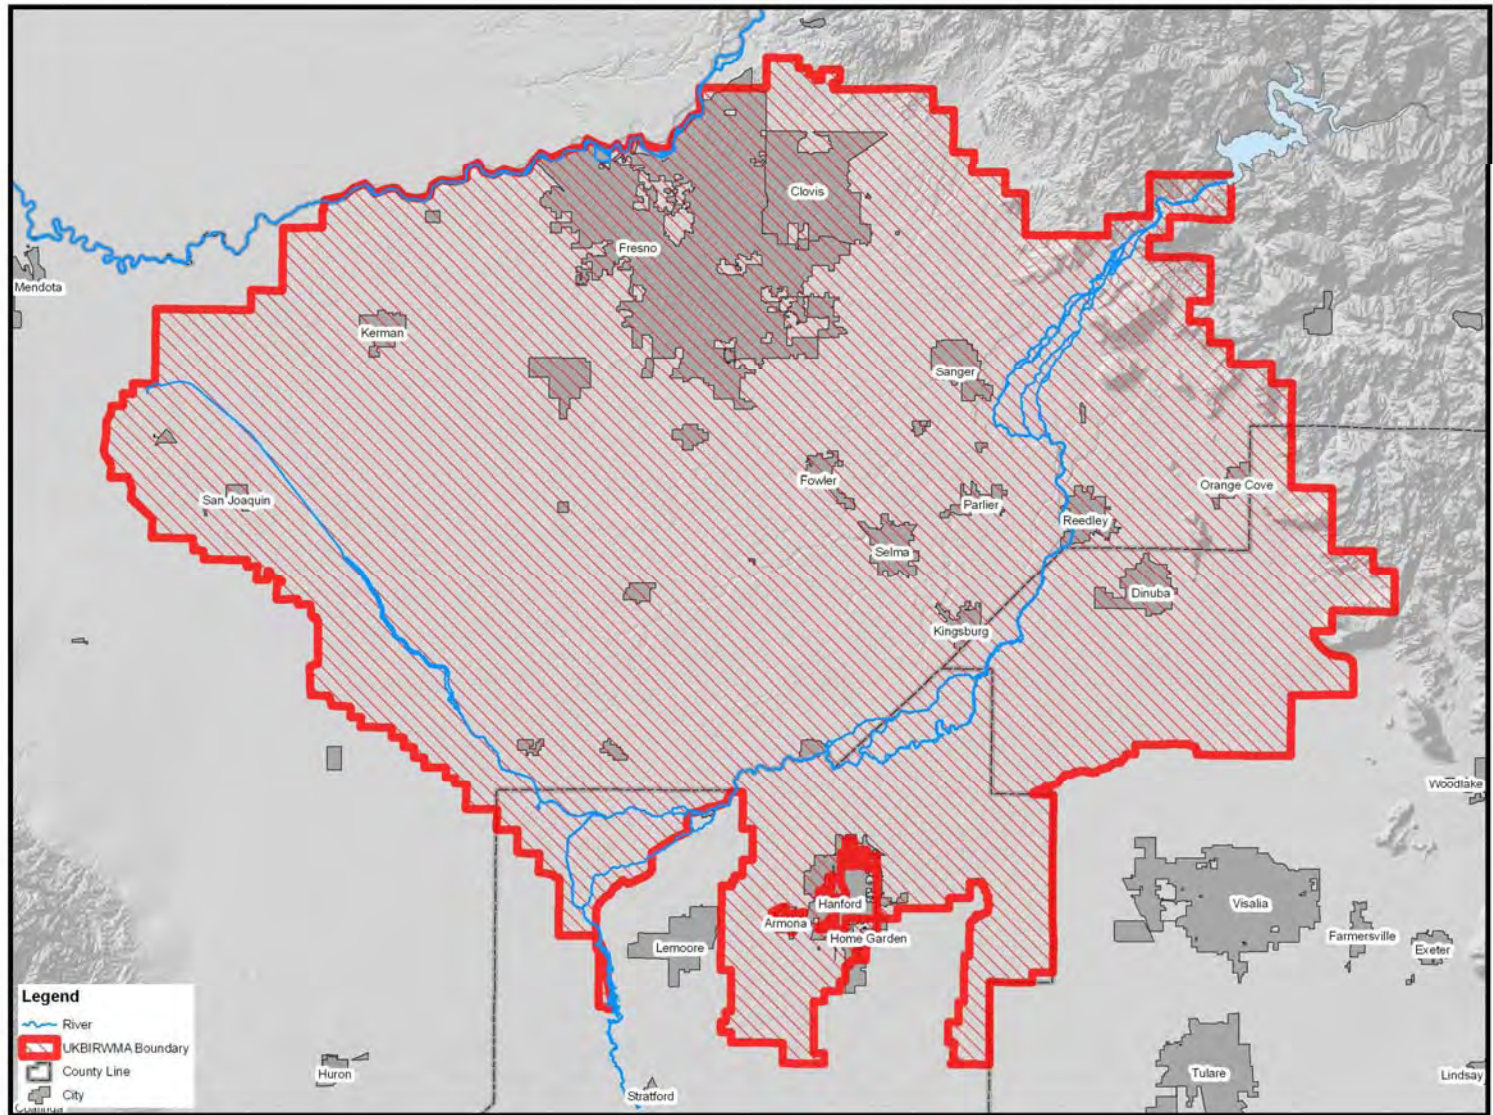 Clovis
Fresno
Mendota
Kerman
Sanger
San Joaquin
Fowler
Parlier
Orange Cove
Reedley
Selma
Dinuba
Kingsburg
Woodlake
Hanford
Visalia
Armona
Home Garden
Lemoore
Farmersville
Exeter
Legend
River
UKBIRWMA Boundary
County Line
City
Huron
Stratford
Tulare
Lindsay